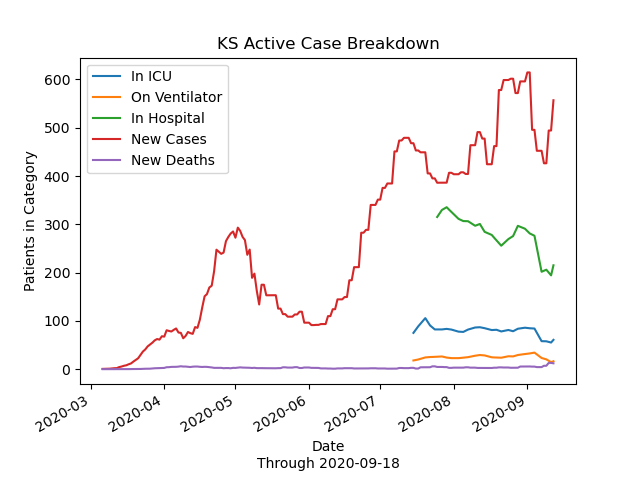 KS Active Case Breakdown
In ICU
On Ventilator
In Hospital
New Cases
New Deaths
Patients in Category
600
500
400
300
200
100
0
2020-03
2020-04
2020-05
2020-06
2020-07
2020-08
2020-09
Date
Through 2020-09-18